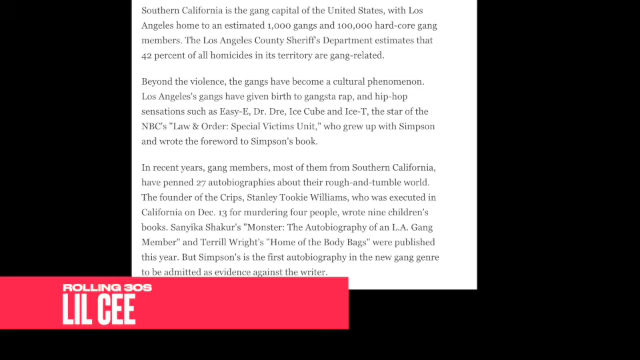 Southern California is the gang capital of the United States, with Los
Angeles home to an estimated 1,000 gangs and 100,000 hard-core gang
members. The Los Angeles County Sheriff's Department estimates that
42 percent of all homicides in its territory are gang-related.
Beyond the violence, the gangs have become a cultural phenomenon.
Los Angeles's gangs have given birth to gangsta rap, and hip-hop
sensations such as Easy-E, Dr. Dre, Ice Cube and Ice-T, the star of the
NBC's "Law & Order: Special Victims Unit," who grew up with Simpson
and wrote the foreword to Simpson's book.
In recent years, gang members, most of them from Southern California,
have penned 27 autobiographies about their rough-and-tumble world.
The founder of the Crips, Stanley Tookie Williams, who was executed in
California on Dec. 13 for murdering four people, wrote nine children's
books. Sanyika Shakur's "Monster: The Autobiography of an L.A. Gang
Member" and Terrill Wright's "Home of the Body Bags" were published
this year. But Simpson's is the first autobiography in the new gang genre
to be admitted as evidence against the writer.
ROLLING 30S
LIL CEE